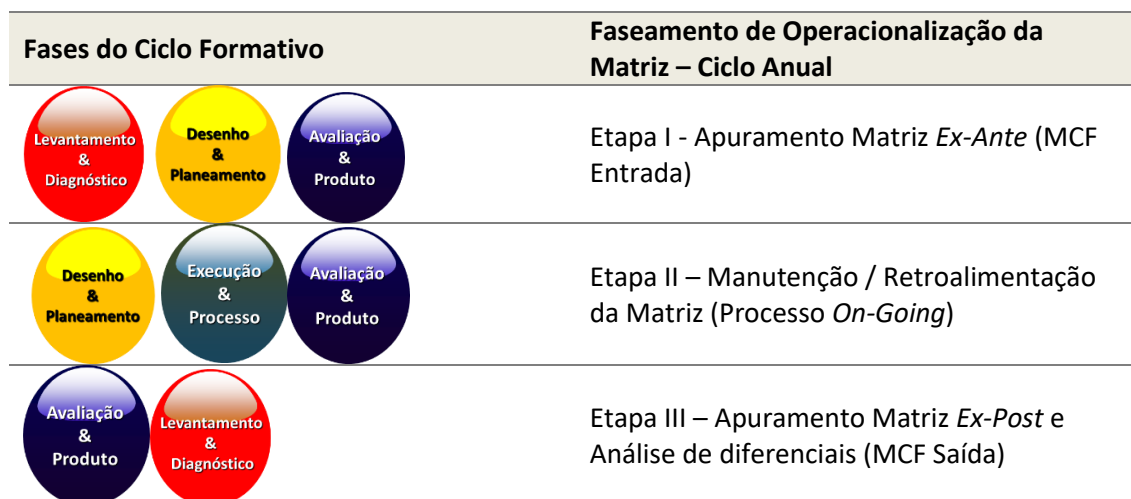 Fases do Ciclo Formativo
Faseamento de Operacionalização da
Matriz – Ciclo Anual
Levantamento
&
Diagnóstico
Desenho
&
Planeamento
Avaliação
&
Produto
Etapa I - Apuramento Matriz Ex-Ante (MCF
Entrada)
Desenho
&
Planeamento
Execução
&
Processo
Avaliação
&
Produto
Etapa II – Manutenção / Retroalimentação
da Matriz (Processo On-Going)
Avaliação
&
Produto
Levantamento
&
Diagnóstico
Etapa III – Apuramento Matriz Ex-Post e
Análise de diferenciais (MCF Saída)